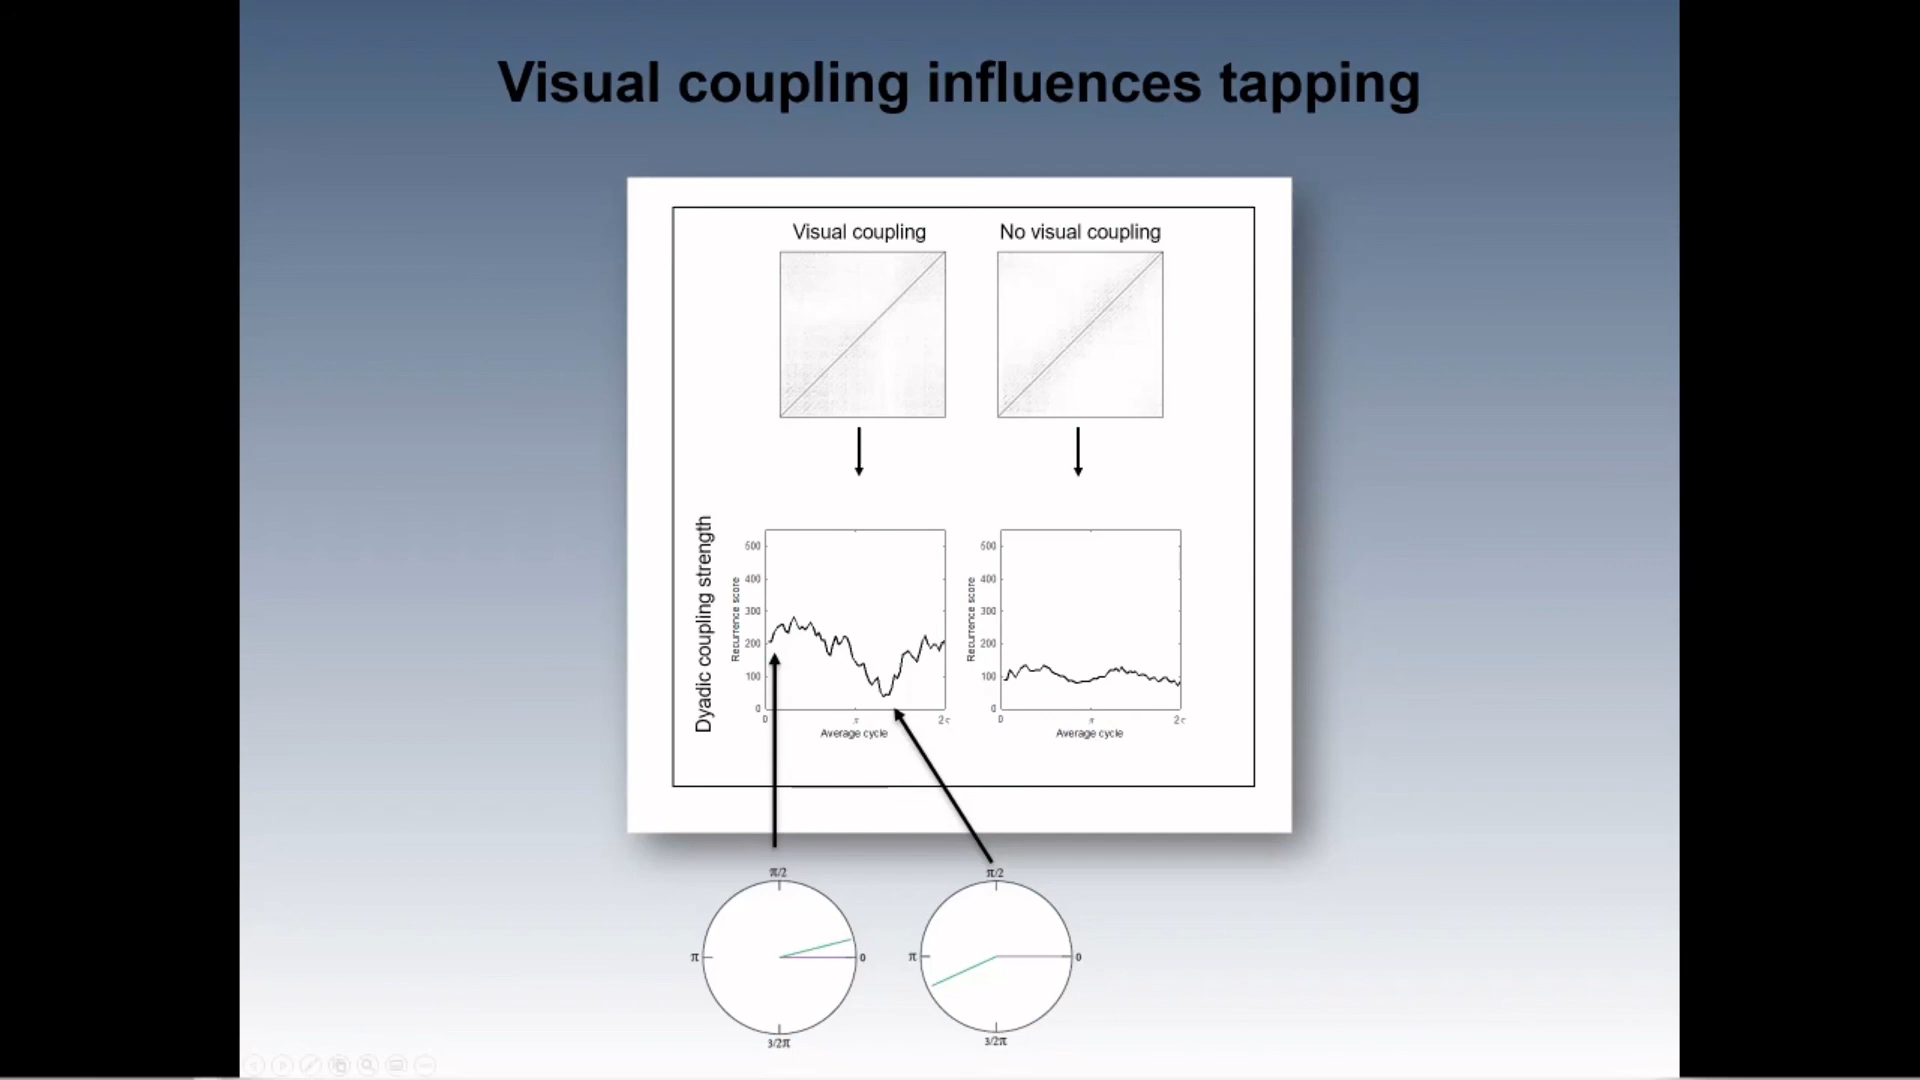 Visual coupling influences tapping
Visual coupling
No visual coupling
Dyadic coupling strength
Recurrence score
500
400
300
200
100
0
0
π
Average cycle
Recurrence score
500
400
300
200
100
0
0
π
Average cycle
π/2
π
0
3/2π
π/2
π
0
3/2π